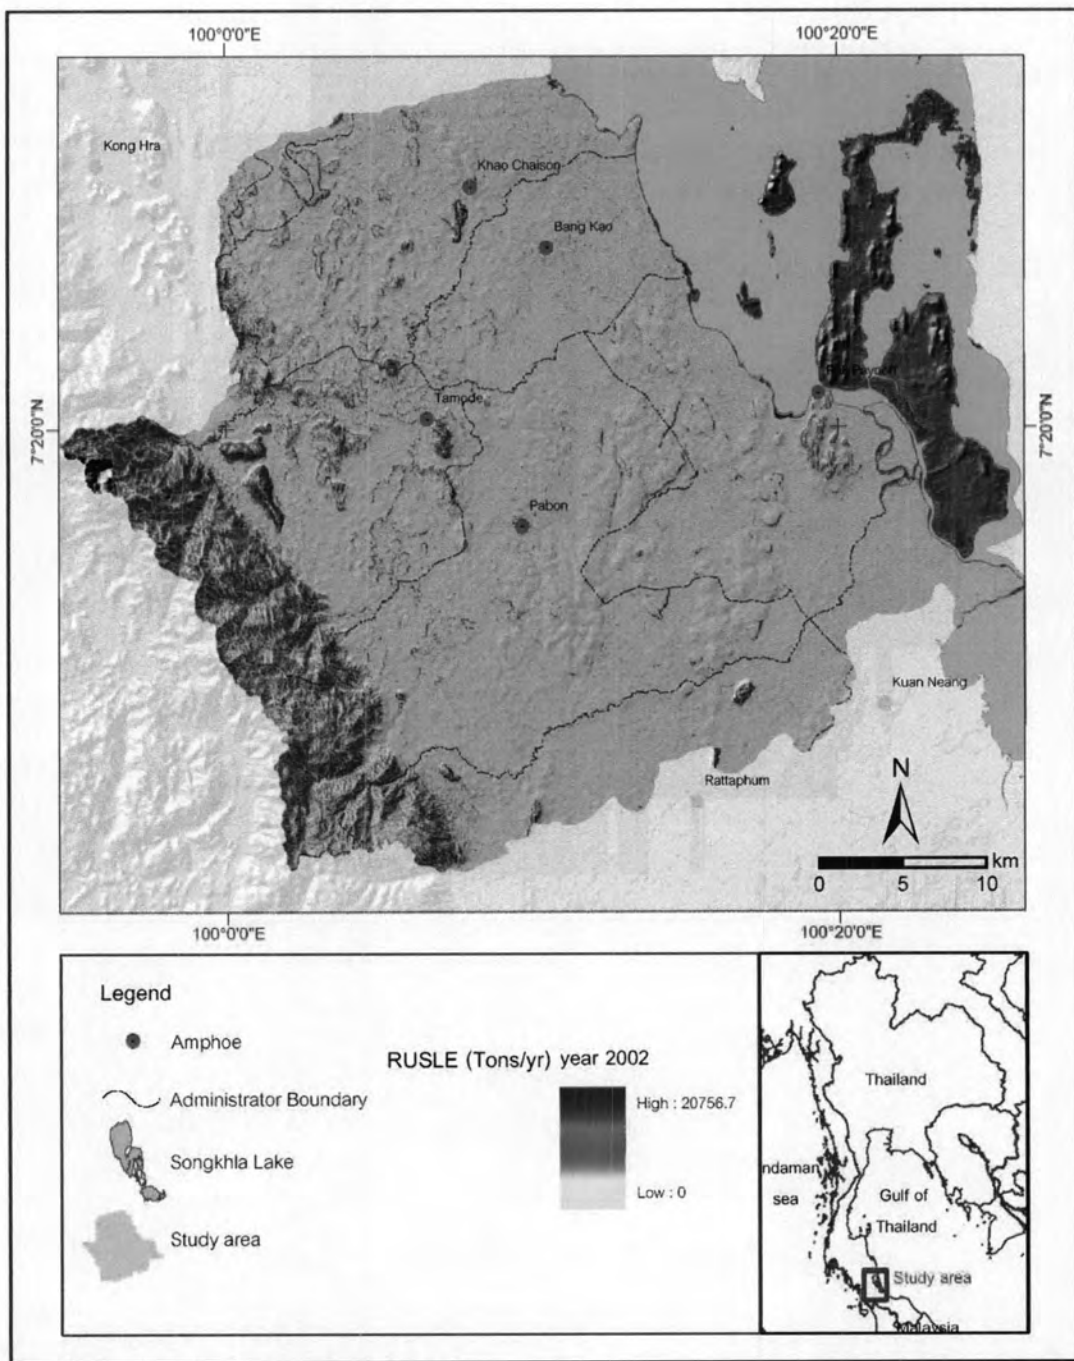 100°0'0"E 100°20'0"E
Kong Hra
Khao Chaison
Bang Kao
Tamode
7°20'0"N 7°20'0"N
Pabon
Kuan Neang
Rattaphum
N
km
0 5 10
100°0'0"E 100°20'0"E
Legend
Amphoe
Administrator Boundary
Songkhla Lake
Study area
RUSLE (Tons/yr) year 2002
High : 20756.7
Low : 0
Thailand
ndaman
sea
Gulf of
Thailand
Study area
Malaysia